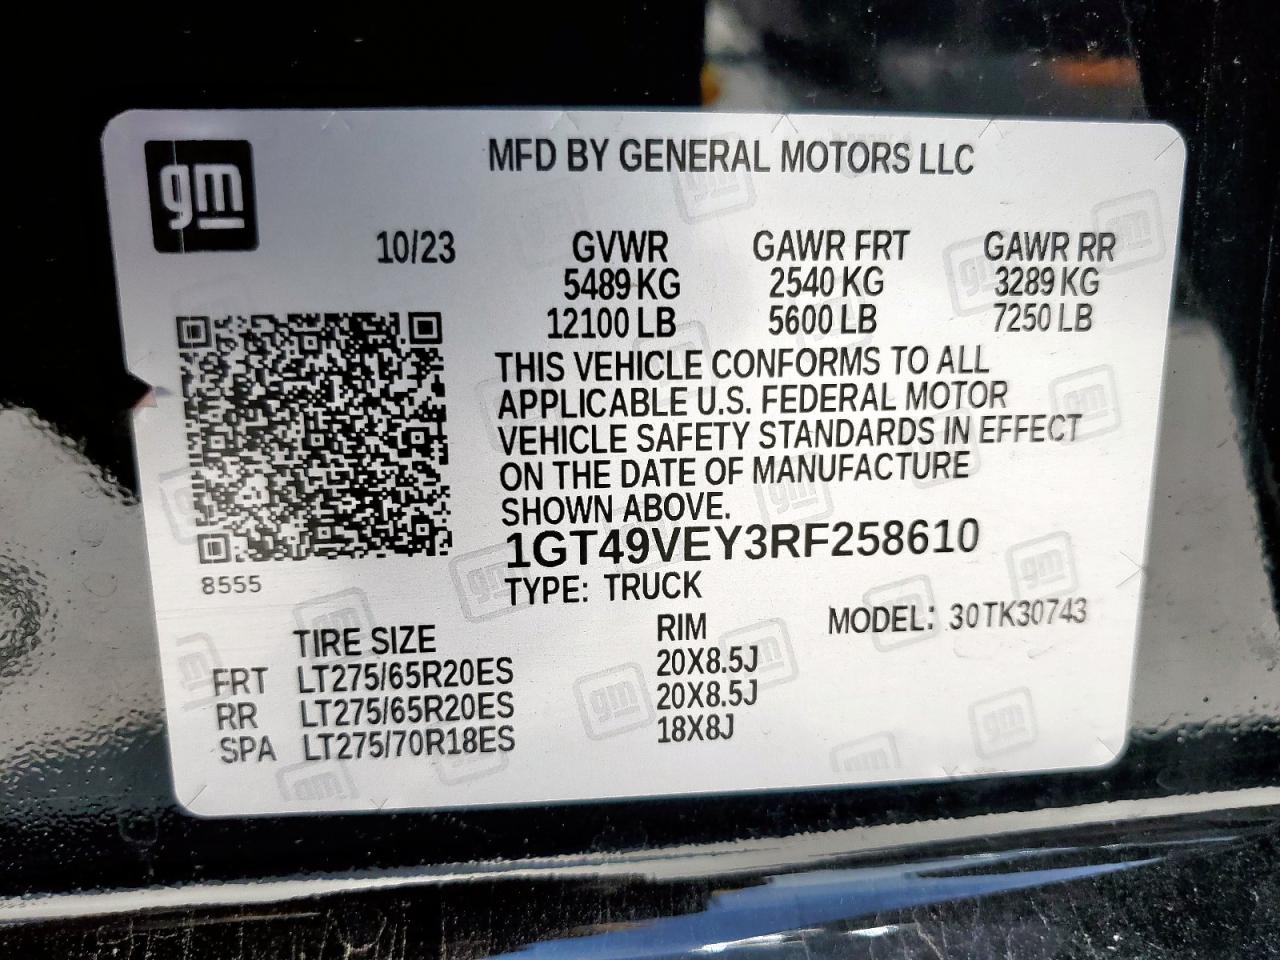 gm
MFD BY GENERAL MOTORS LLC
10/23 GVWR GAWR FRT GAWR RR
5489 KG 2540 KG 3289 KG
12100 LB 5600 LB 7250 LB
THIS VEHICLE CONFORMS TO ALL
APPLICABLE U.S. FEDERAL MOTOR
VEHICLE SAFETY STANDARDS IN EFFECT
ON THE DATE OF MANUFACTURE
SHOWN ABOVE.
1GT49VEY3RF258610
8555
TYPE: TRUCK
MODEL: 30TK30743
TIRE SIZE RIM
FRT LT275/65R20ES 20X8.5J
RR LT275/65R20ES 20X8.5J
SPA LT275/70R18ES 18X8J